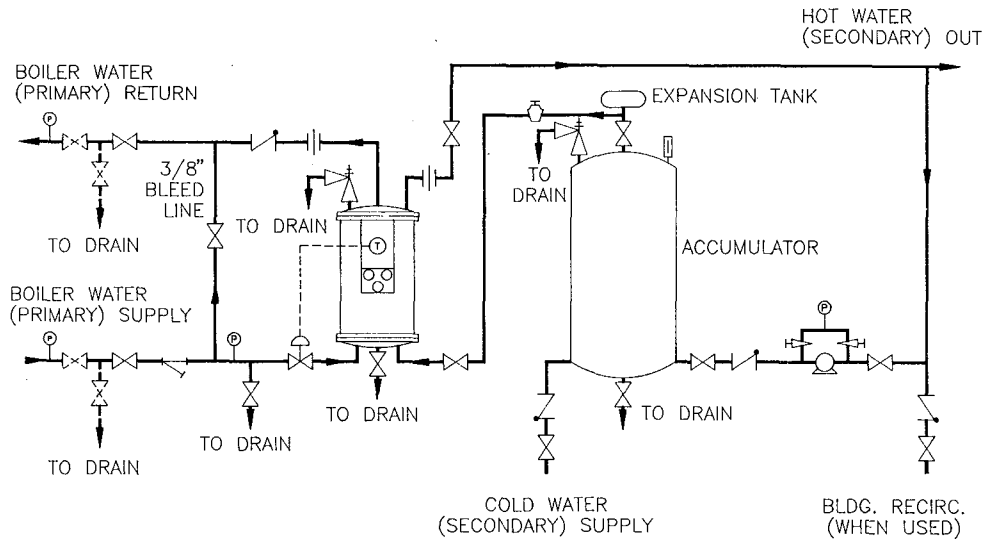 HOT WATER
(SECONDARY) OUT
BOILER WATER
(PRIMARY) RETURN
P
EXPANSION TANK
3/8"
BLEED
LINE
TO DRAIN
TO DRAIN
TO
DRAIN
T
ACCUMULATOR
BOILER WATER
(PRIMARY) SUPPLY
P
P
P
TO DRAIN
TO DRAIN
TO DRAIN
TO DRAIN
COLD WATER
(SECONDARY) SUPPLY
BLDG. RECIRC.
(WHEN USED)